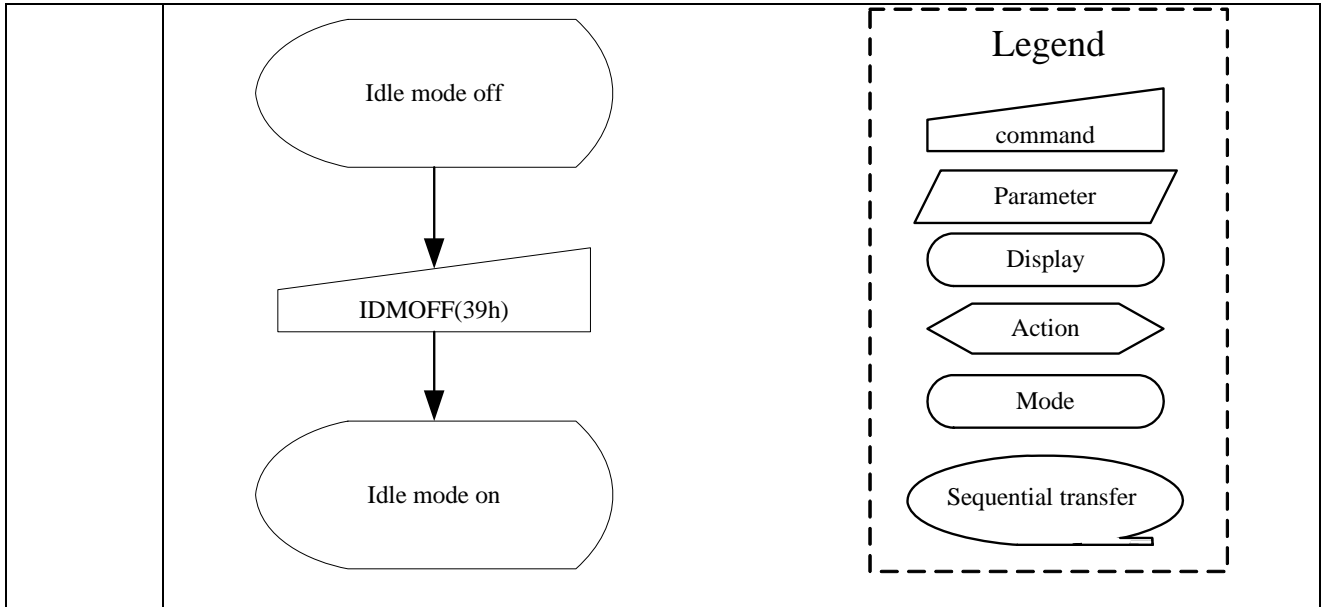 Idle mode off
IDMOFF(39h)
Idle mode on
Legend
command
Parameter
Display
Action
Mode
Sequential transfer